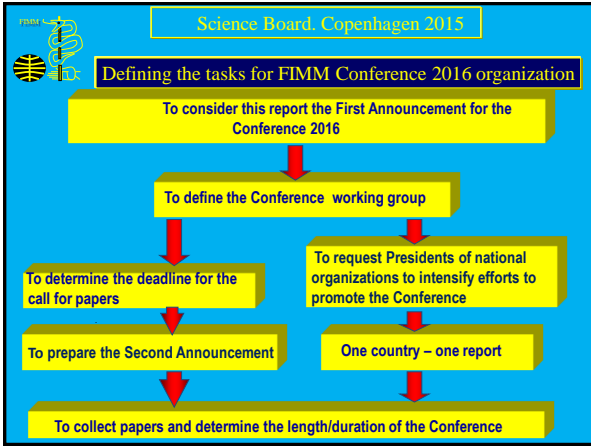 FIMM
Science Board. Copenhagen 2015
Defining the tasks for FIMM Conference 2016 organization
To consider this report the First Announcement for the
Conference 2016
To define the Conference working group
To determine the deadline for the
call for papers
To request Presidents of national
organizations to intensify efforts to
promote the Conference
To prepare the Second Announcement
One country – one report
To collect papers and determine the length/duration of the Conference